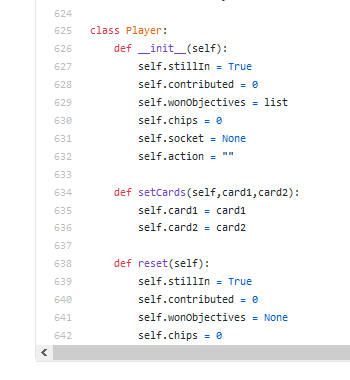 624
625 class Player:
626     def __init__(self):
627         self.stillIn = True
628         self.contributed = 0
629         self.wonObjectives = list
630         self.chips = 0
631         self.socket = None
632         self.action = ""
633
634     def setCards(self,card1,card2):
635         self.card1 = card1
636         self.card2 = card2
637
638     def reset(self):
639         self.stillIn = True
640         self.contributed = 0
641         self.wonObjectives = None
642         self.chips = 0